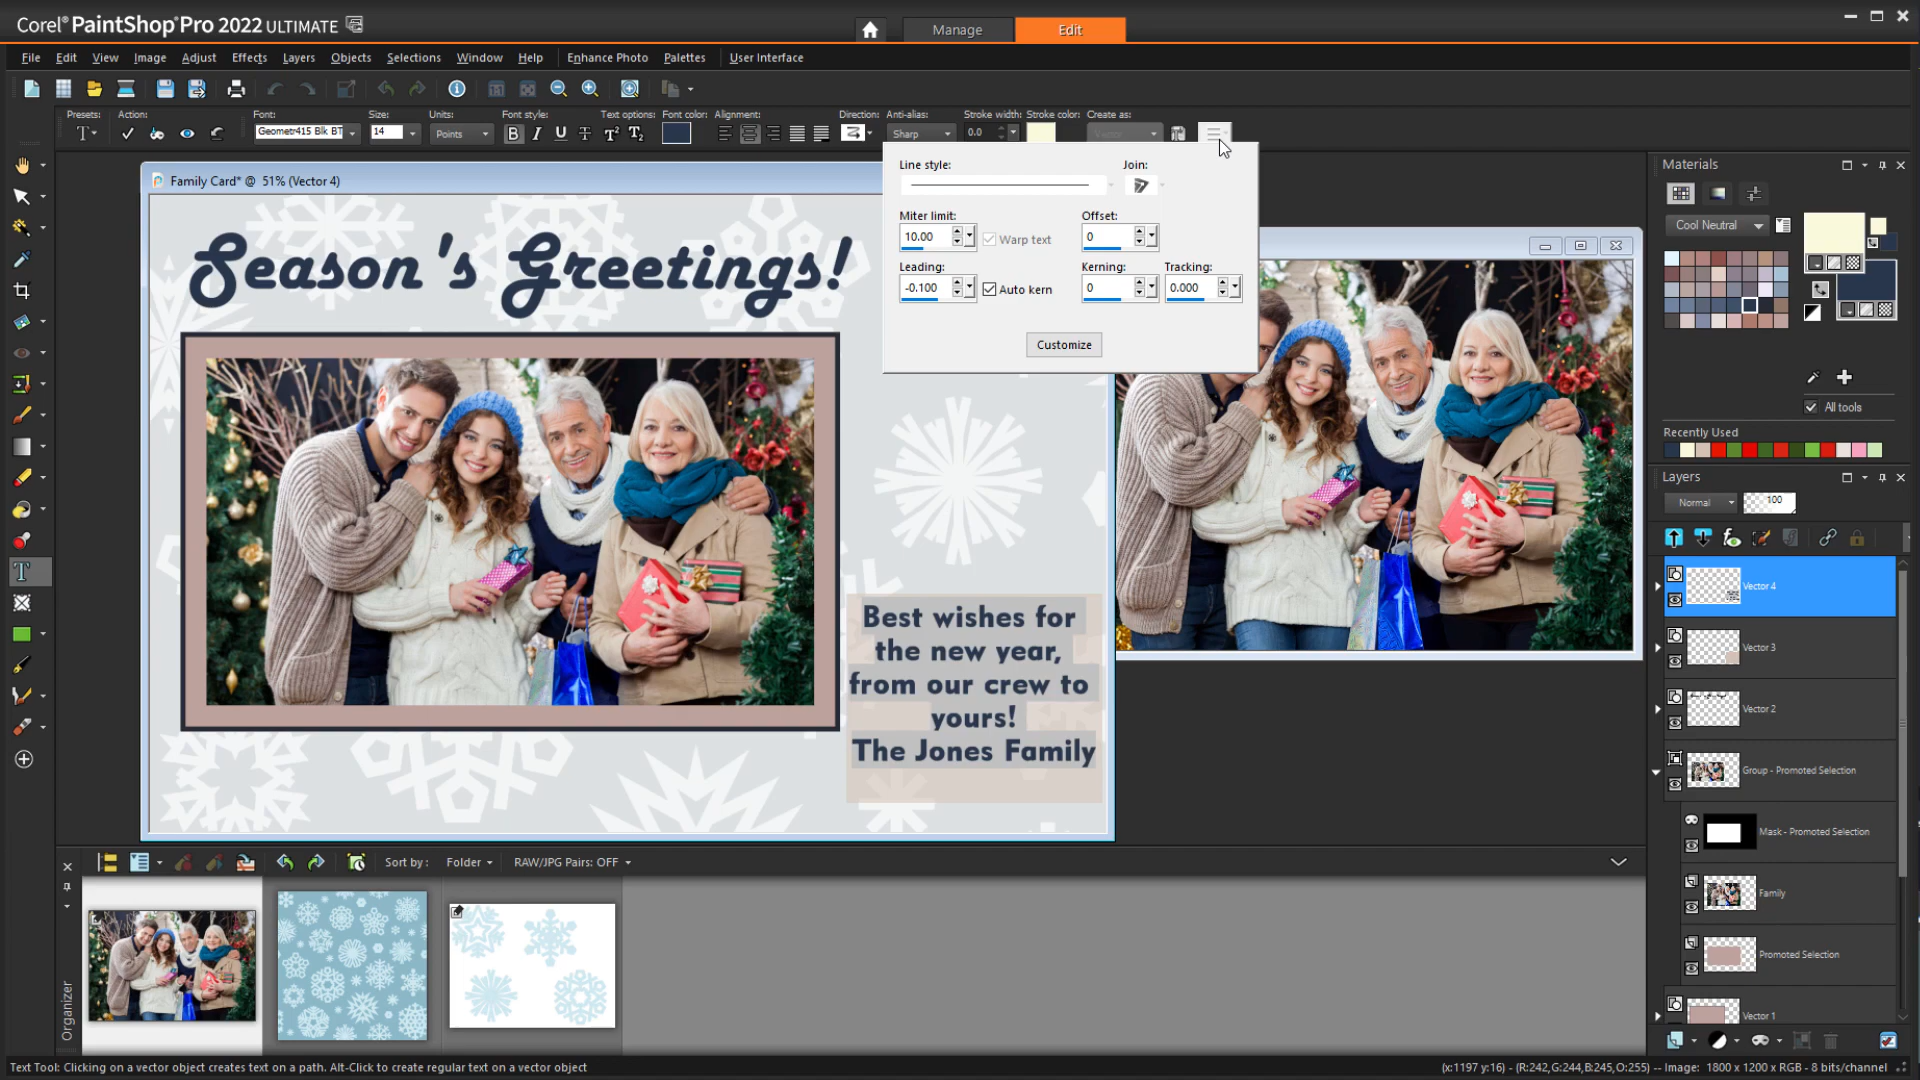 Corel® PaintShop® Pro 2022 ULTIMATE
Manage
Edit
File Edit View Image Adjust Effects Layers Objects Selections Window Help Enhance Photo Palettes User Interface
Presets: Action: Font: Size: Units: Font style: Text options: Font color: Alignment: Direction: Anti-alias: Stroke width: Stroke color: Create as:
Geometr415 Blk BT 14 Points Sharp 0.0 Vector
Family Card* @ 51% (Vector 4)
Line style: Join:
Miter limit: Offset:
10.00 Warp text 0
Leading: Kerning: Tracking:
-0.100 Auto kern 0 0.000
Customize
Season's Greetings!
Best wishes for
the new year,
from our crew to
yours!
The Jones Family
Materials
Cool Neutral
All tools
Recently Used
Layers
Normal 100
Vector 4
Vector 3
Vector 2
Group - Promoted Selection
Mask - Promoted Selection
Family
Promoted Selection
Vector 1
Sort by : Folder RAW/JPG Pairs: OFF
Organizer
Text Tool: Clicking on a vector object creates text on a path. Alt-Click to create regular text on a vector object
(x:1197 y:16) - (R:242,G:244,B:245,O:255) -- Image: 1800 x 1200 x RGB - 8 bits/channel